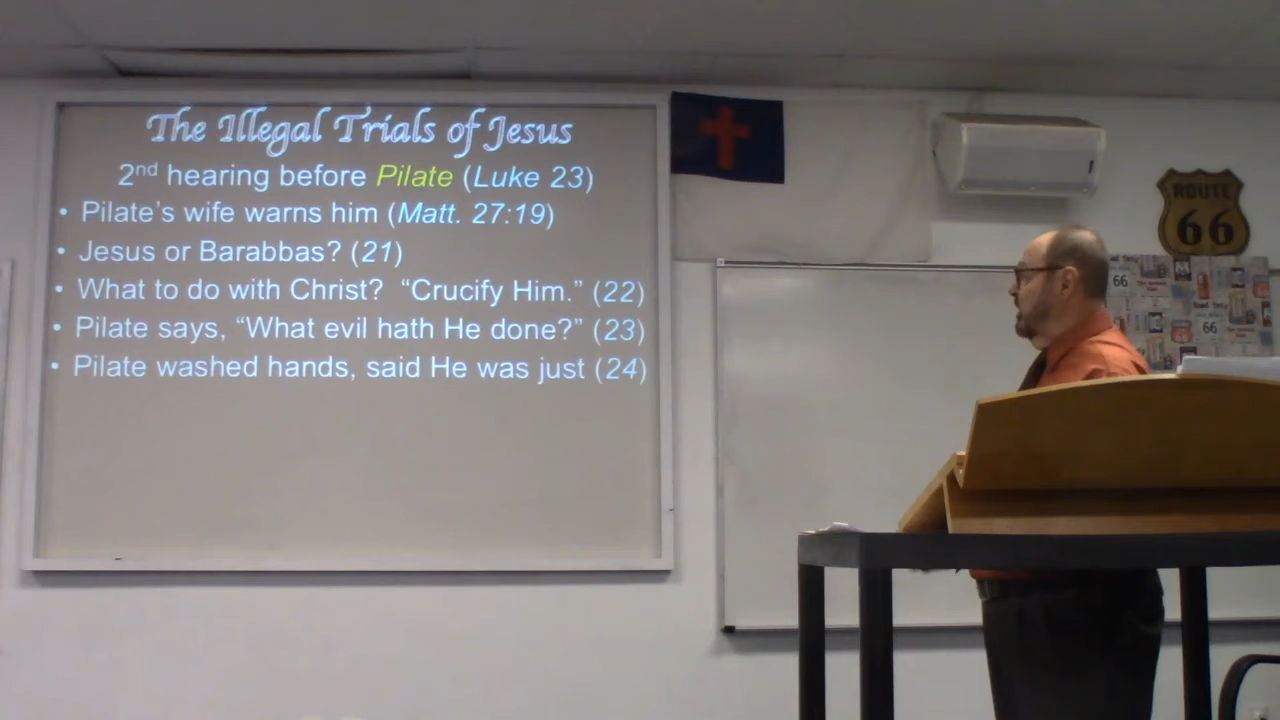 The Illegal Trials of Jesus
2nd hearing before Pilate (Luke 23)
• Pilate's wife warns him (Matt. 27:19)
• Jesus or Barabbas? (21)
• What to do with Christ? “Crucify Him.” (22)
• Pilate says, “What evil hath He done?” (23)
• Pilate washed hands, said He was just (24)
ROUTE
66
66
66